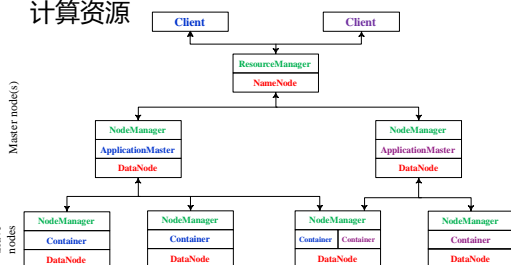 计算资源
Client
Client
ResourceManager
NameNode
Master node(s)
NodeManager
ApplicationMaster
DataNode
NodeManager
ApplicationMaster
DataNode
nodes
NodeManager
Container
DataNode
NodeManager
Container
DataNode
NodeManager
Container Container
DataNode
NodeManager
Container
DataNode